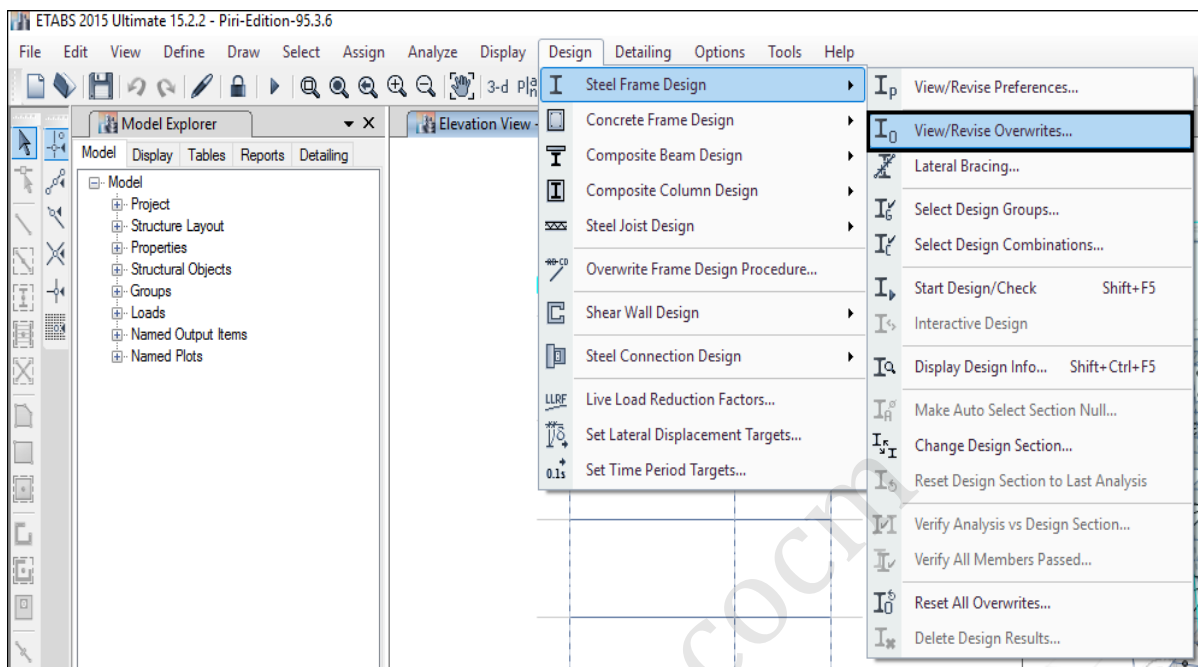 ETABS 2015 Ultimate 15.2.2 - Piri-Edition-95.3.6
File Edit View Define Draw Select Assign Analyze Display Design Detailing Options Tools Help
3-d
Model Explorer
Elevation View -
Model Display Tables Reports Detailing
Model
Project
Structure Layout
Properties
Structural Objects
Groups
Loads
Named Output Items
Named Plots
Steel Frame Design
Concrete Frame Design
Composite Beam Design
Composite Column Design
Steel Joist Design
Overwrite Frame Design Procedure...
Shear Wall Design
Steel Connection Design
LLRF Live Load Reduction Factors...
Set Lateral Displacement Targets...
0.1s Set Time Period Targets...
View/Revise Preferences...
View/Revise Overwrites...
Lateral Bracing...
Select Design Groups...
Select Design Combinations...
Start Design/Check Shift+F5
Interactive Design
Display Design Info... Shift+Ctrl+F5
Make Auto Select Section Null...
Change Design Section...
Reset Design Section to Last Analysis
Verify Analysis vs Design Section...
Verify All Members Passed...
Reset All Overwrites...
Delete Design Results...
ocm